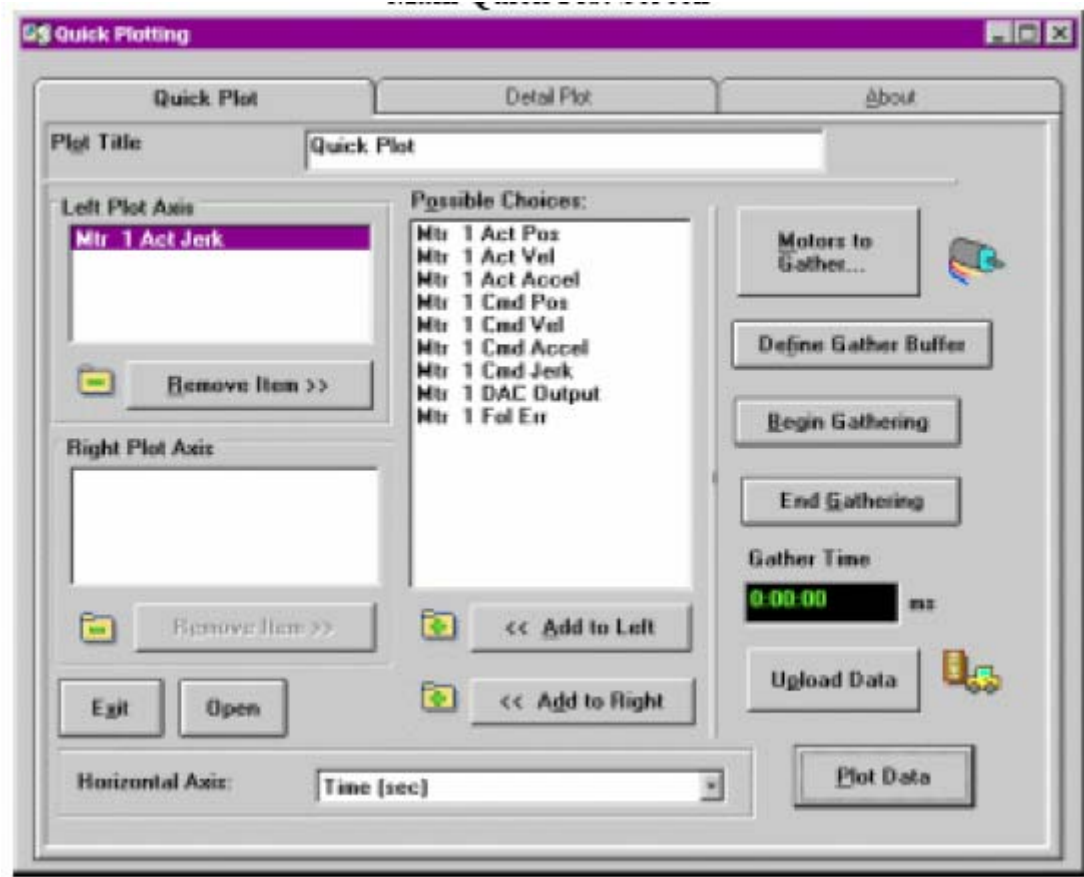 Quick Plotting
Quick Plot
Detail Plot
About
Plot Title
Quick Plot
Left Plot Axis
Mtr 1 Act Jerk
Remove Item >>
Right Plot Axis
Remove Item >>
Exit
Open
Possible Choices:
Mtr 1 Act Pos
Mtr 1 Act Vel
Mtr 1 Act Accel
Mtr 1 Cmd Pos
Mtr 1 Cmd Vel
Mtr 1 Cmd Accel
Mtr 1 Cmd Jerk
Mtr 1 DAC Output
Mtr 1 Fol Err
<< Add to Left
<< Add to Right
Motors to
Gather...
Define Gather Buffer
Begin Gathering
End Gathering
Gather Time
0:00:00 ms
Upload Data
Horizontal Axis:
Time (sec)
Plot Data